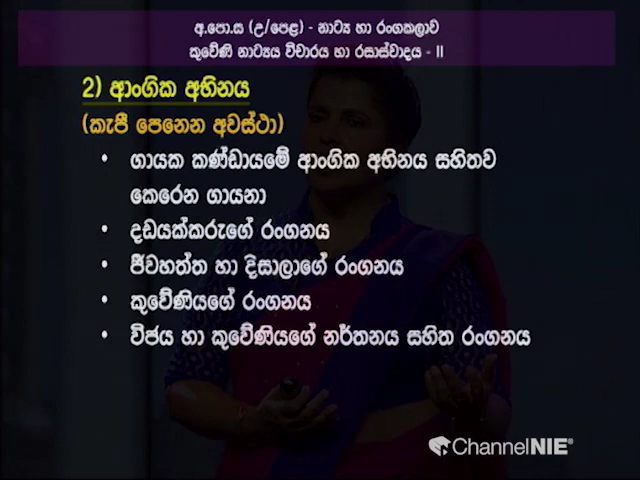 අ.පො.ස (උ/පෙළ) - නාට්‍ය හා රංගකලාව
කුවේණි නාට්‍යය විචාරය හා රසාස්වාදය - II
2) ආංගික අභිනය
(කැපී පෙනෙන අවස්ථා)
• ගායක කණ්ඩායමේ ආංගික අභිනය සහිතව
කෙරෙන ගායනා
• දඩයක්කරුගේ රංගනය
• ජීවහත්ත හා දිසාලාගේ රංගනය
• කුවේණියගේ රංගනය
• විජය හා කුවේණියගේ නර්තනය සහිත රංගනය
ChannelNIE®